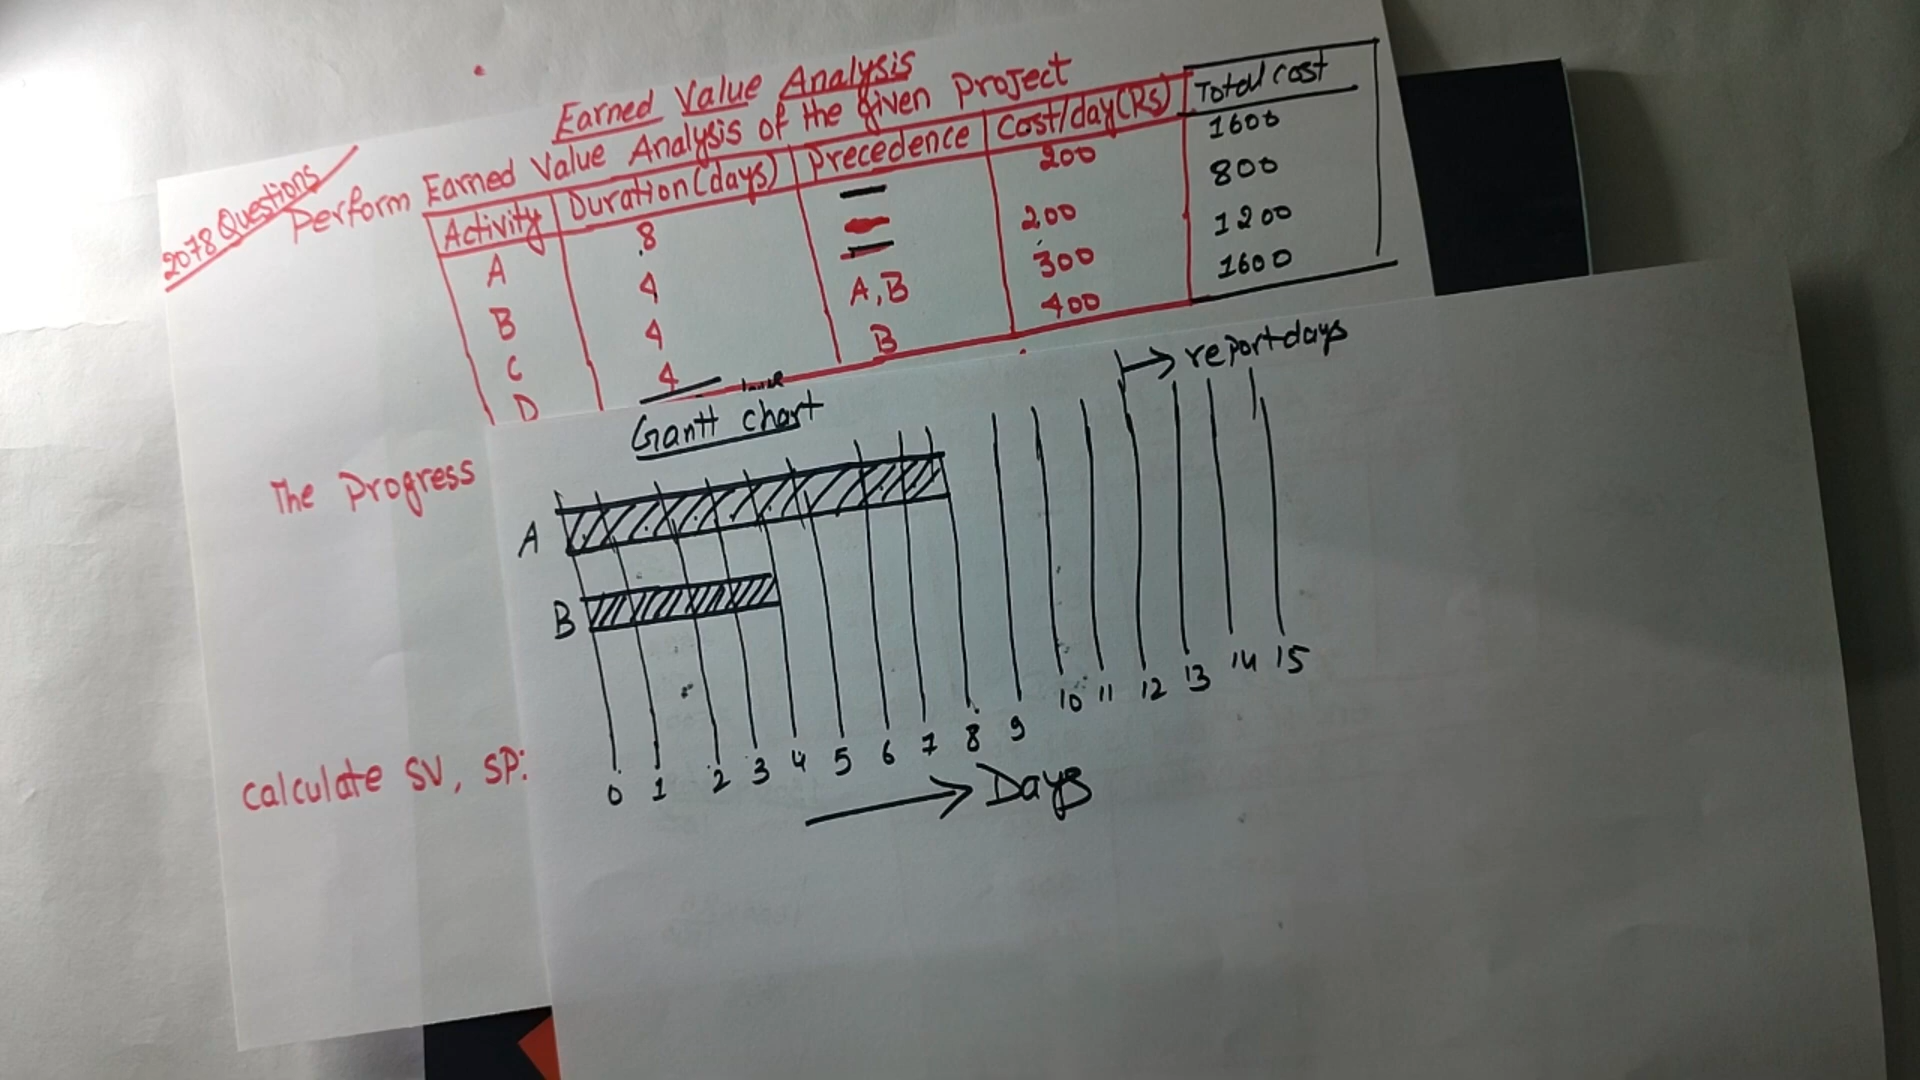 Earned Value Analysis
2078 Questions
Perform Earned Value Analysis of the given Project
Activity Duration(days) Precedence Cost/day(Rs) Total cost
A 8 — 200 1600
B 4 — 200 800
C 4 A,B 300 1200
D 4 B 400 1600
report days
Gantt chart
The Progress
A
B
Calculate SV, SP:
0 1 2 3 4 5 6 7 8 9 10 11 12 13 14 15
Days